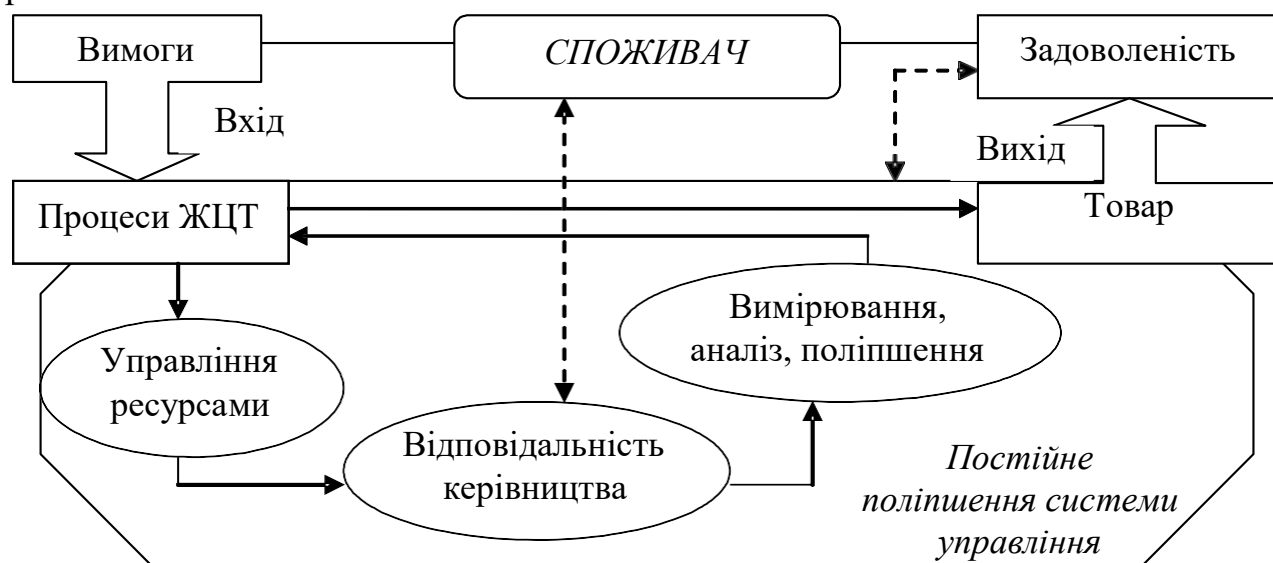 Вимоги
СПОЖИВАЧ
Задоволеність
Вхід
Вихід
Процеси ЖЦТ
Товар
Вимірювання,
аналіз, поліпшення
Управління
ресурсами
Відповідальність
керівництва
Постійне
поліпшення системи
управління